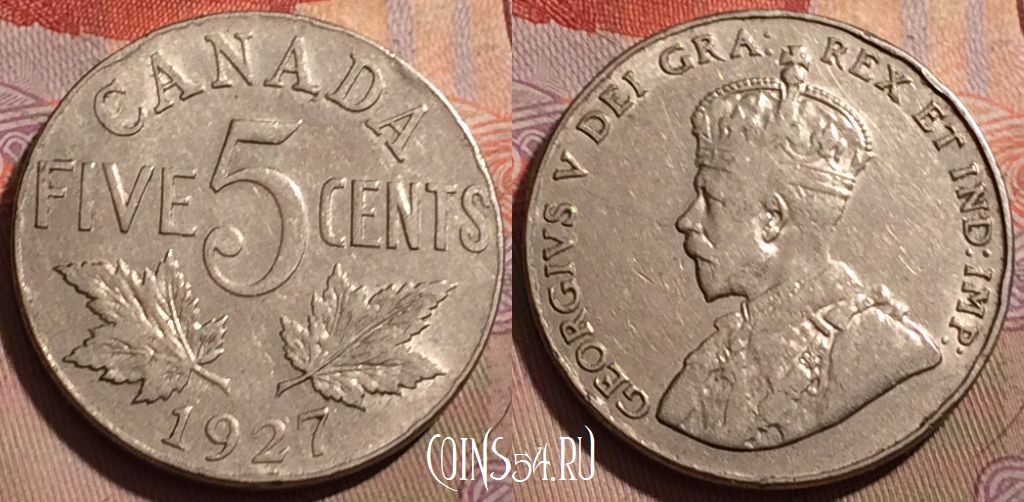 CANADA
FIVE 5 CENTS
1927
GEORGIVS V DEI GRA: REX ET IND: IMP:
COINS54.RU